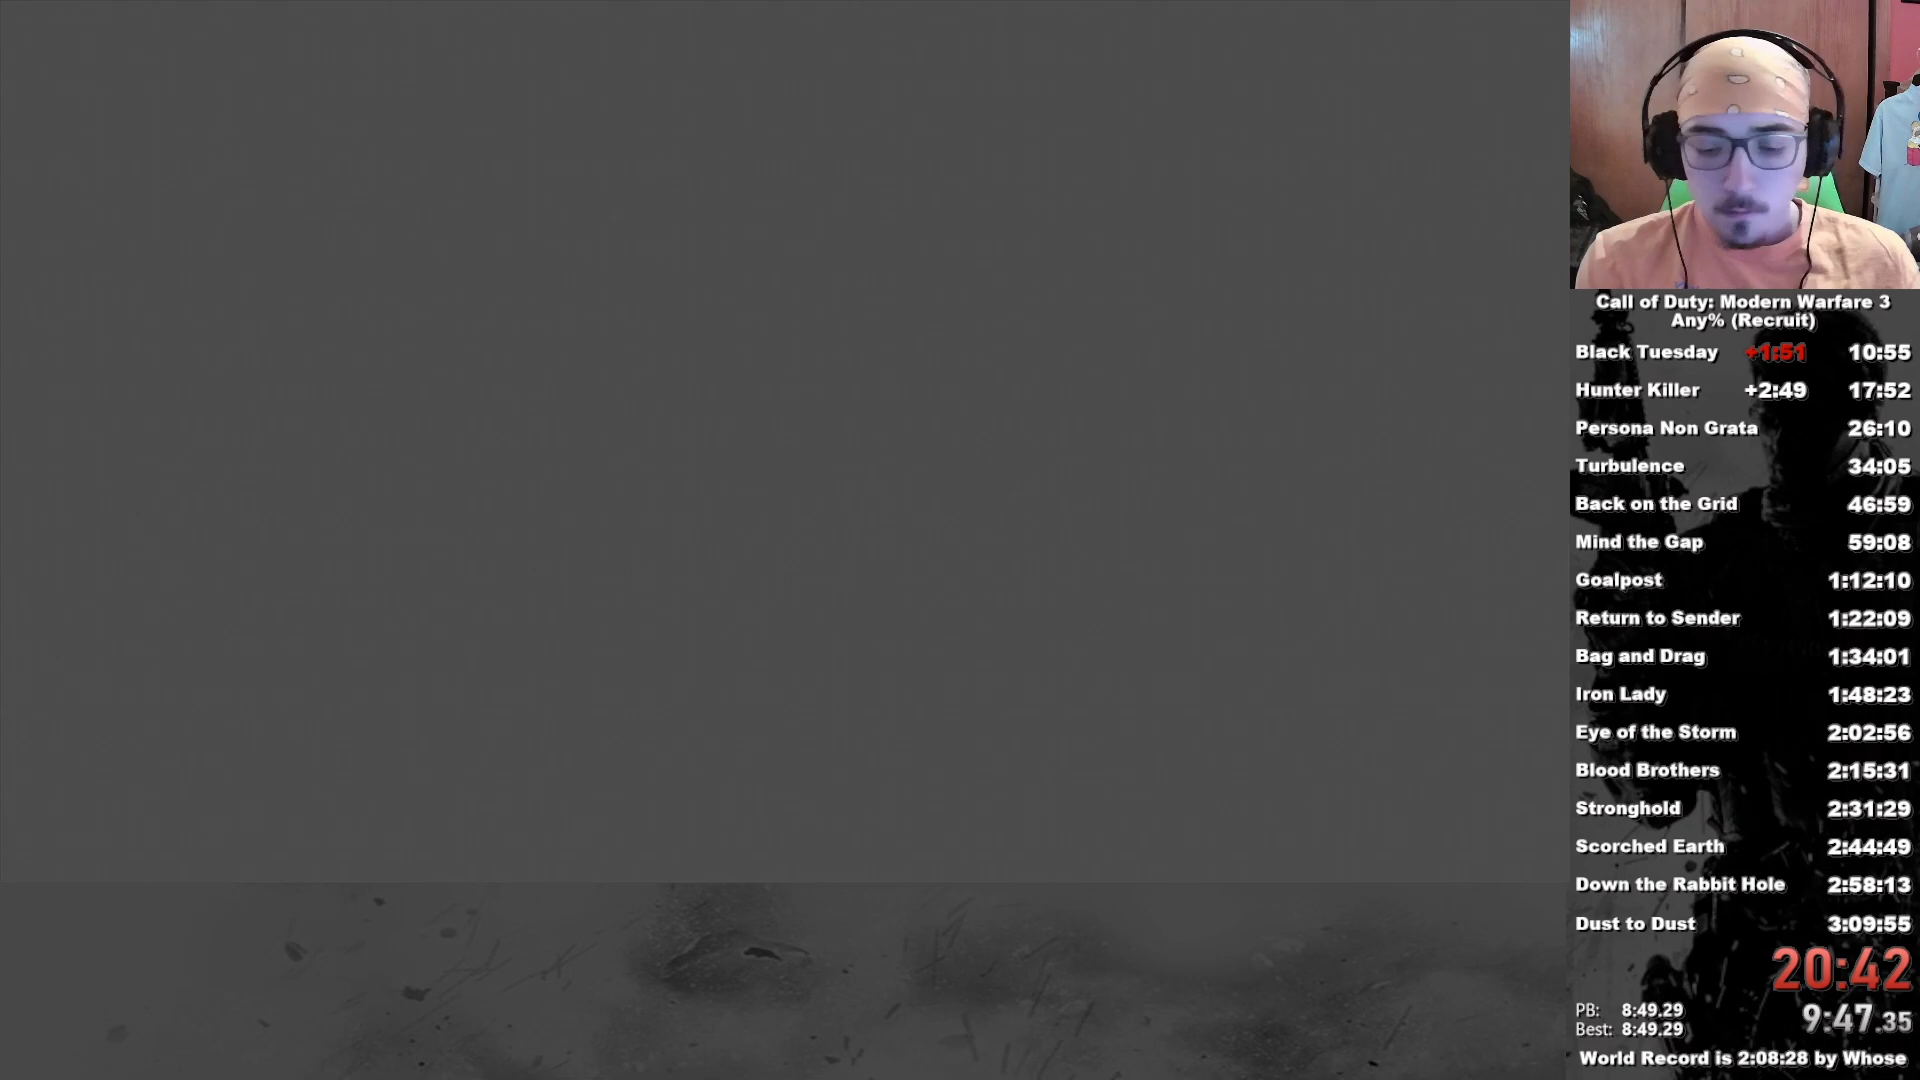 Call of Duty: Modern Warfare 3
Any% (Recruit)
Black Tuesday +1:51 10:55
Hunter Killer +2:49 17:52
Persona Non Grata 26:10
Turbulence 34:05
Back on the Grid 46:59
Mind the Gap 59:08
Goalpost 1:12:10
Return to Sender 1:22:09
Bag and Drag 1:34:01
Iron Lady 1:48:23
Eye of the Storm 2:02:56
Blood Brothers 2:15:31
Stronghold 2:31:29
Scorched Earth 2:44:49
Down the Rabbit Hole 2:58:13
Dust to Dust 3:09:55
20:42
PB: 8:49.29
Best: 8:49.29
9:47.35
World Record is 2:08:28 by Whose